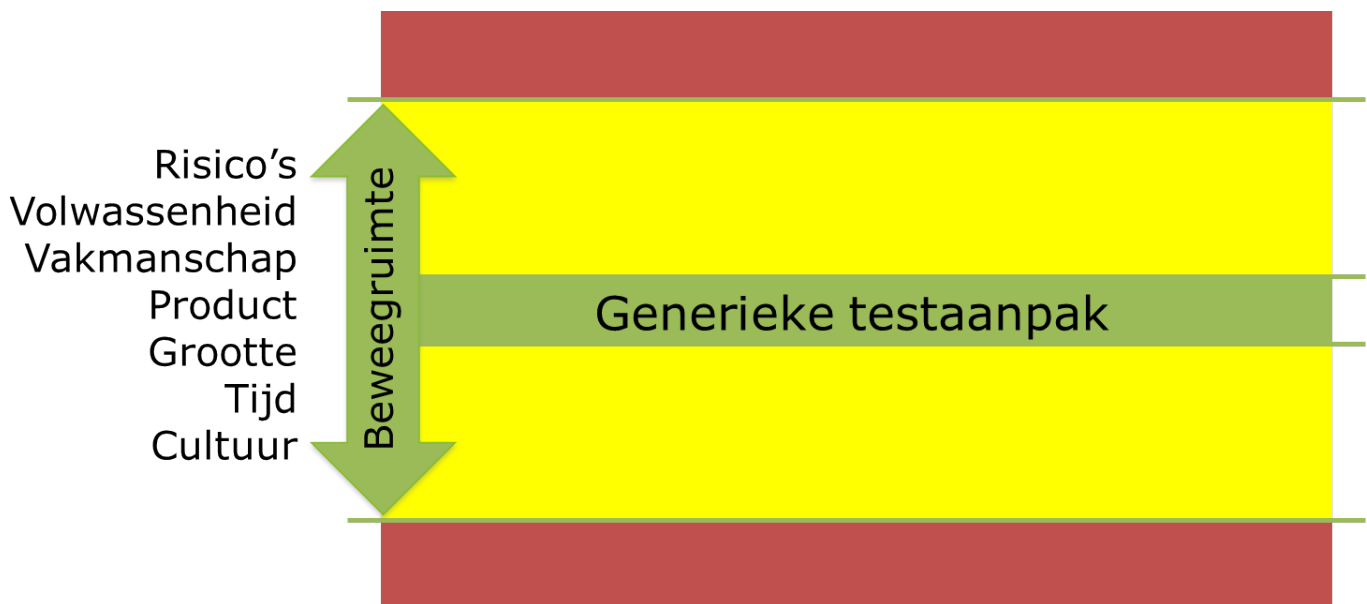 Risico’s
Volwassenheid
Vakmanschap
Product
Grootte
Tijd
Cultuur
Beweegruimte
Generieke testaanpak